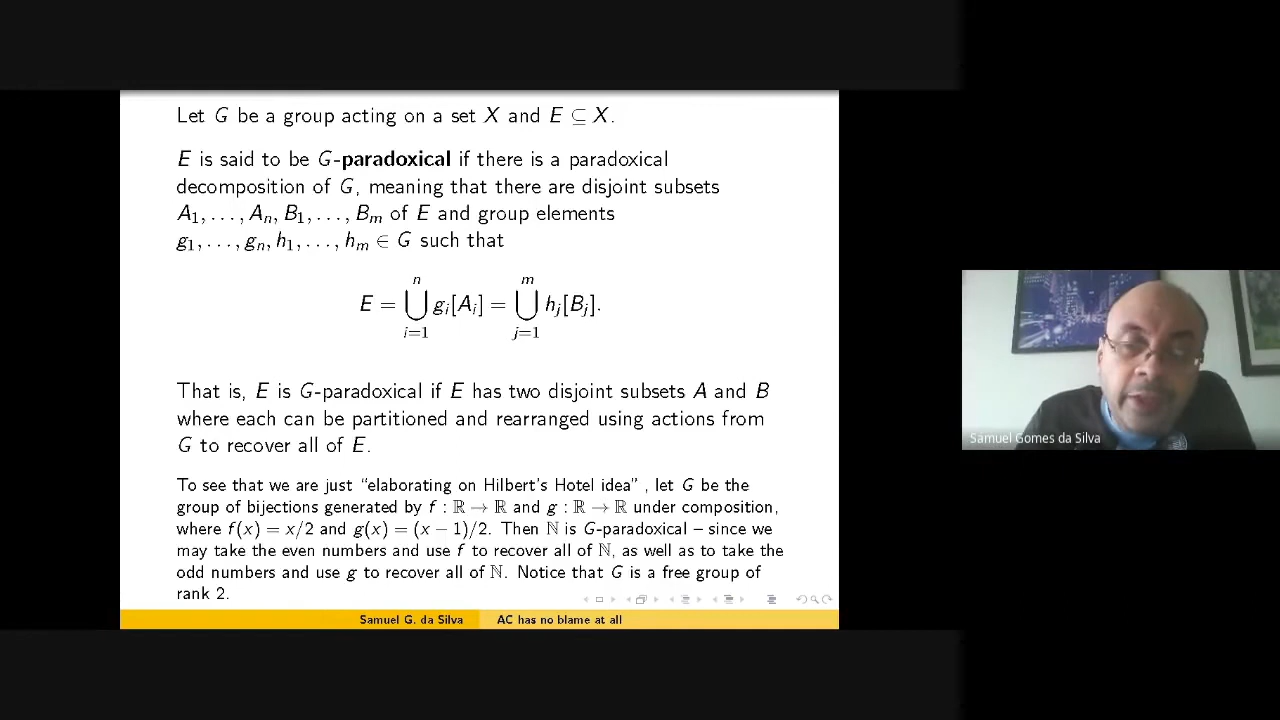 Let G be a group acting on a set X and E ⊆ X.
E is said to be G-paradoxical if there is a paradoxical
decomposition of G, meaning that there are disjoint subsets
A₁, . . . , Aₙ, B₁, . . . , Bₘ of E and group elements
g₁, . . . , gₙ, h₁, . . . , hₘ ∈ G such that
E = ⋃ⁿᵢ₌₁ gᵢ[Aᵢ] = ⋃ᵐⱼ₌₁ hⱼ[Bⱼ].
That is, E is G-paradoxical if E has two disjoint subsets A and B
where each can be partitioned and rearranged using actions from
G to recover all of E.
To see that we are just “elaborating on Hilbert's Hotel idea” , let G be the
group of bijections generated by f : ℝ → ℝ and g : ℝ → ℝ under composition,
where f(x) = x/2 and g(x) = (x − 1)/2. Then ℕ is G-paradoxical – since we
may take the even numbers and use f to recover all of ℕ, as well as to take the
odd numbers and use g to recover all of ℕ. Notice that G is a free group of
rank 2.
Samuel G. da Silva AC has no blame at all
Samuel Gomes da Silva